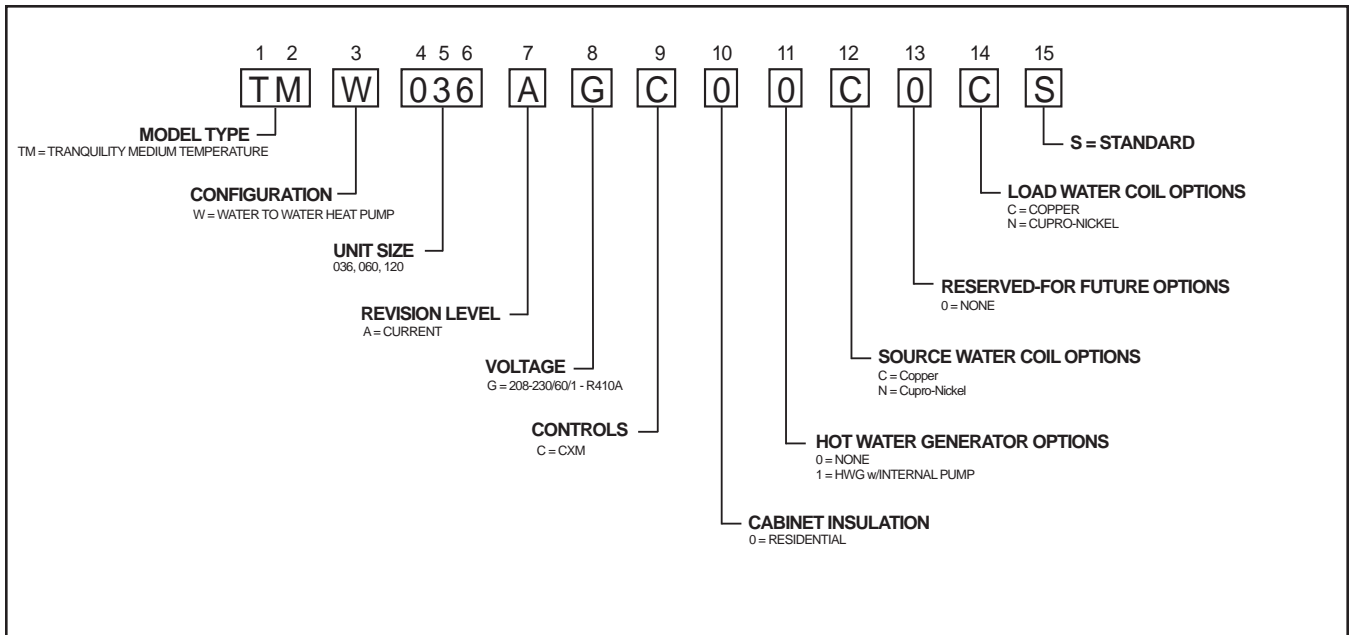 1 2 3 4 5 6 7 8 9 10 11 12 13 14 15
TM W 036 A G C 0 0 C 0 C S
MODEL TYPE
TM = TRANQUILITY MEDIUM TEMPERATURE
CONFIGURATION
W = WATER TO WATER HEAT PUMP
UNIT SIZE
036, 060, 120
REVISION LEVEL
A = CURRENT
VOLTAGE
G = 208-230/60/1 - R410A
CONTROLS
C = CXM
S = STANDARD
LOAD WATER COIL OPTIONS
C = COPPER
N = CUPRO-NICKEL
RESERVED-FOR FUTURE OPTIONS
0 = NONE
SOURCE WATER COIL OPTIONS
C = Copper
N = Cupro-Nickel
HOT WATER GENERATOR OPTIONS
0 = NONE
1 = HWG w/INTERNAL PUMP
CABINET INSULATION
0 = RESIDENTIAL